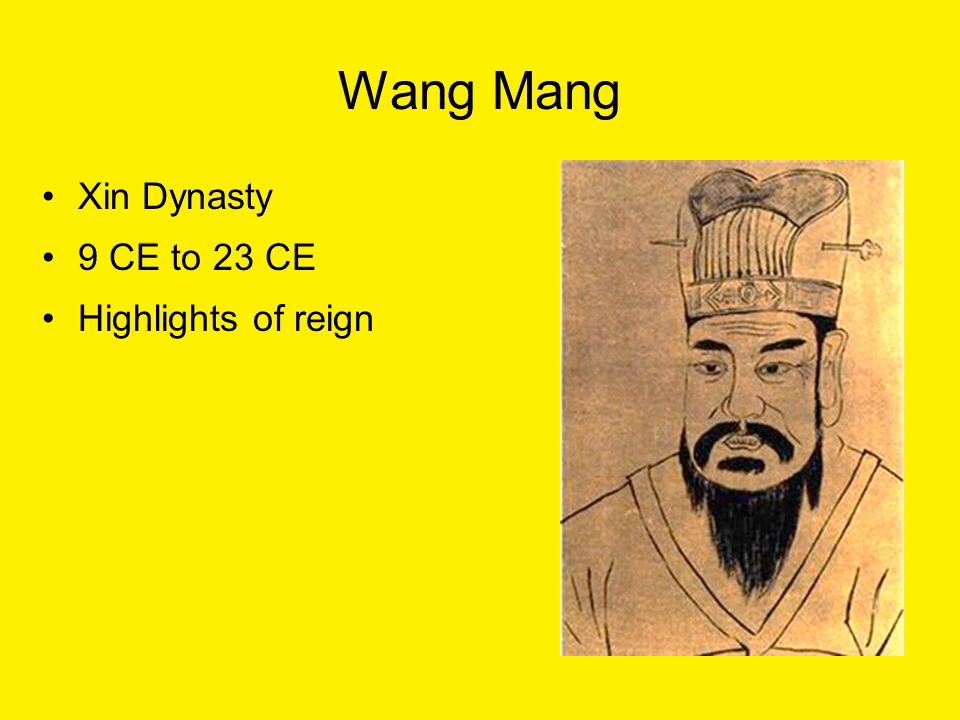 Wang Mang
• Xin Dynasty
• 9 CE to 23 CE
• Highlights of reign